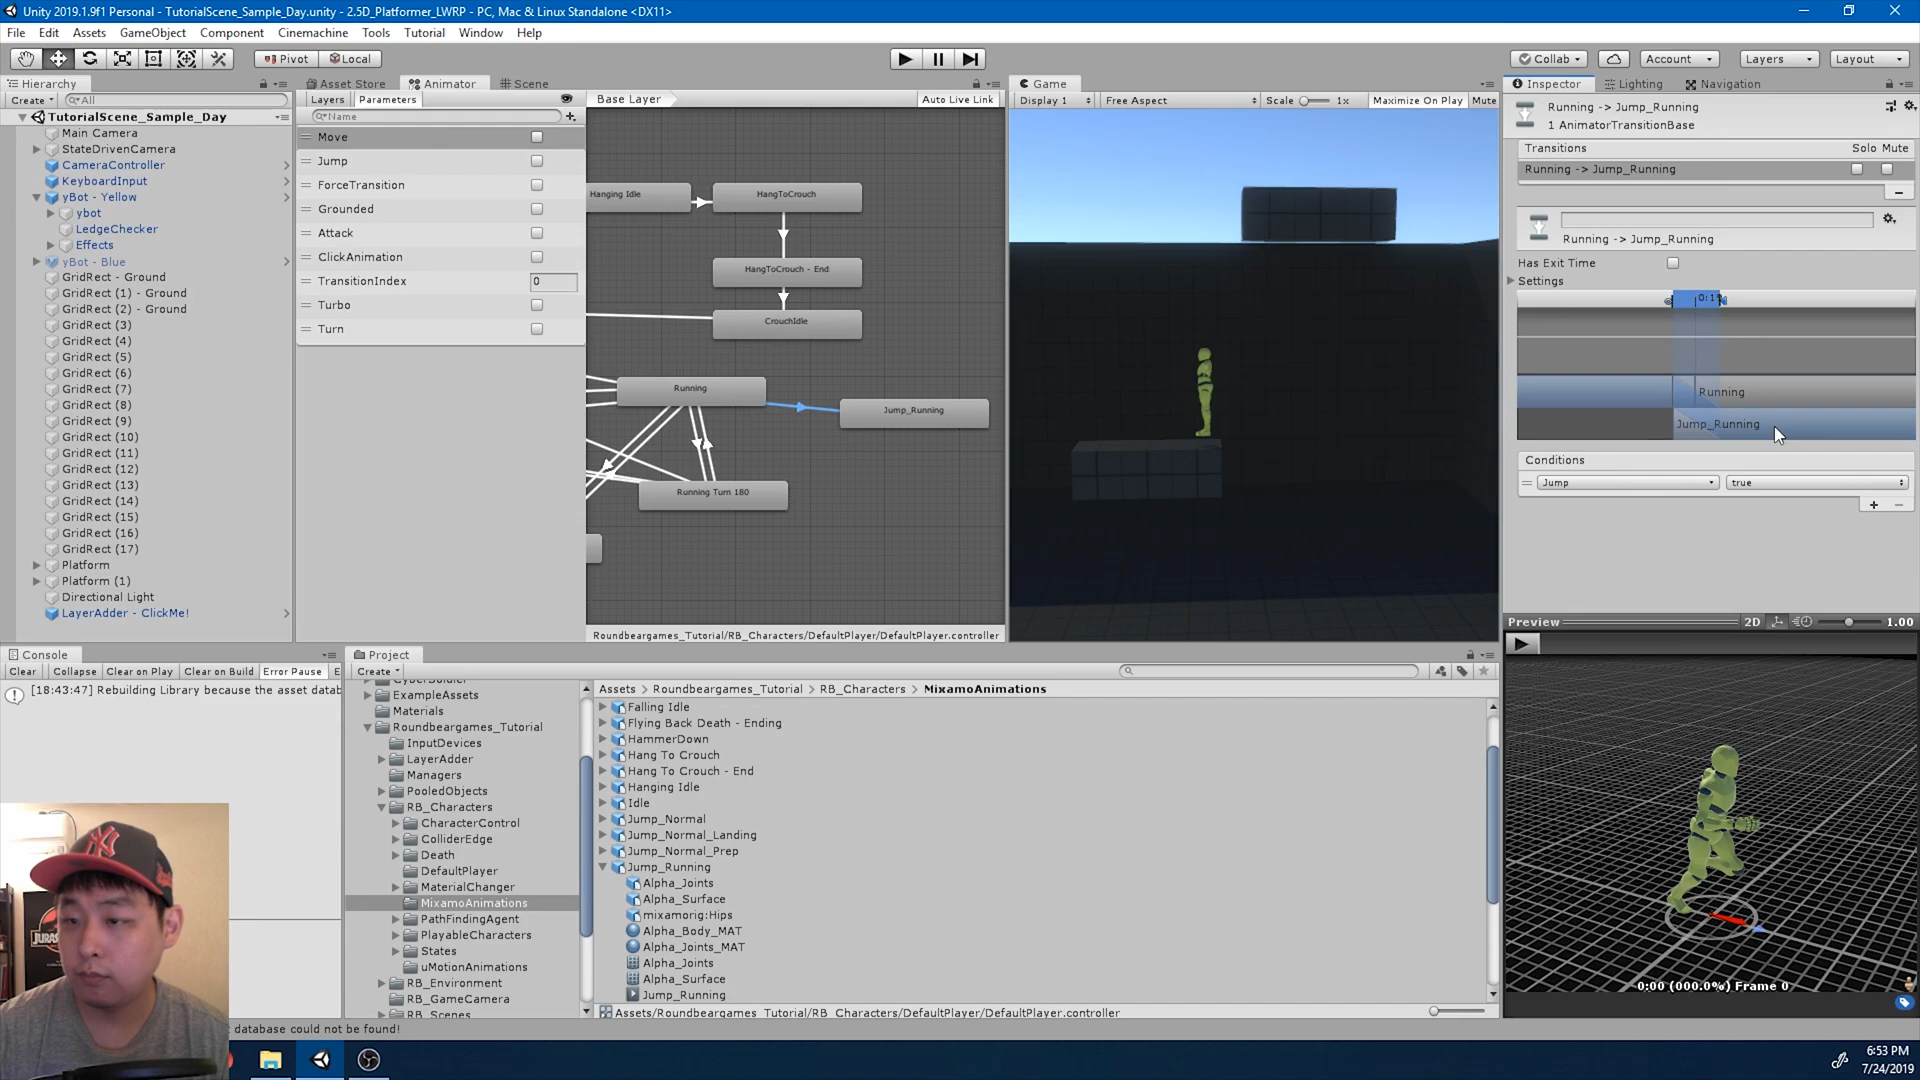 Unity 2019.1.9f1 Personal - TutorialScene_Sample_Day.unity - 2.5D_Platformer_LWRP - PC, Mac & Linux Standalone <DX11>
File Edit Assets GameObject Component Cinemachine Tools Tutorial Window Help
Pivot Local
Collab Account Layers Layout
Hierarchy
Create All
TutorialScene_Sample_Day
Main Camera
StateDrivenCamera
CameraController
KeyboardInput
yBot - Yellow
ybot
LedgeChecker
Effects
yBot - Blue
GridRect - Ground
GridRect (1) - Ground
GridRect (2) - Ground
GridRect (3)
GridRect (4)
GridRect (5)
GridRect (6)
GridRect (7)
GridRect (8)
GridRect (9)
GridRect (10)
GridRect (11)
GridRect (12)
GridRect (13)
GridRect (14)
GridRect (15)
GridRect (16)
GridRect (17)
Platform
Platform (1)
Directional Light
LayerAdder - ClickMe!
Asset Store Animator Scene
Layers Parameters
Base Layer Auto Live Link
Name
Move
Jump
ForceTransition
Grounded
Attack
ClickAnimation
TransitionIndex 0
Turbo
Turn
Hanging Idle
HangToCrouch
HangToCrouch - End
CrouchIdle
Running
Jump_Running
Running Turn 180
Roundbeargames_Tutorial/RB_Characters/DefaultPlayer/DefaultPlayer.controller
Game
Display 1 Free Aspect Scale 1x Maximize On Play Mute
Inspector Lighting Navigation
Running -> Jump_Running
1 AnimatorTransitionBase
Transitions Solo Mute
Running -> Jump_Running
Running -> Jump_Running
Has Exit Time
Settings
Running
Jump_Running
Conditions
Jump true
Preview 2D 1.00
0:00 (000.0%) Frame 0
Console
Clear Collapse Clear on Play Clear on Build Error Pause
[18:43:47] Rebuilding Library because the asset datab
database could not be found!
Project
Create
ExampleAssets
Materials
Roundbeargames_Tutorial
InputDevices
LayerAdder
Managers
PooledObjects
RB_Characters
CharacterControl
ColliderEdge
Death
DefaultPlayer
MaterialChanger
MixamoAnimations
PathFindingAgent
PlayableCharacters
States
uMotionAnimations
RB_Environment
RB_GameCamera
RB_Scenes
Assets > Roundbeargames_Tutorial > RB_Characters > MixamoAnimations
Falling Idle
Flying Back Death - Ending
HammerDown
Hang To Crouch
Hang To Crouch - End
Hanging Idle
Idle
Jump_Normal
Jump_Normal_Landing
Jump_Normal_Prep
Jump_Running
Alpha_Joints
Alpha_Surface
mixamorig:Hips
Alpha_Body_MAT
Alpha_Joints_MAT
Alpha_Joints
Alpha_Surface
Jump_Running
Assets/Roundbeargames_Tutorial/RB_Characters/DefaultPlayer/DefaultPlayer.controller
6:53 PM
7/24/2019